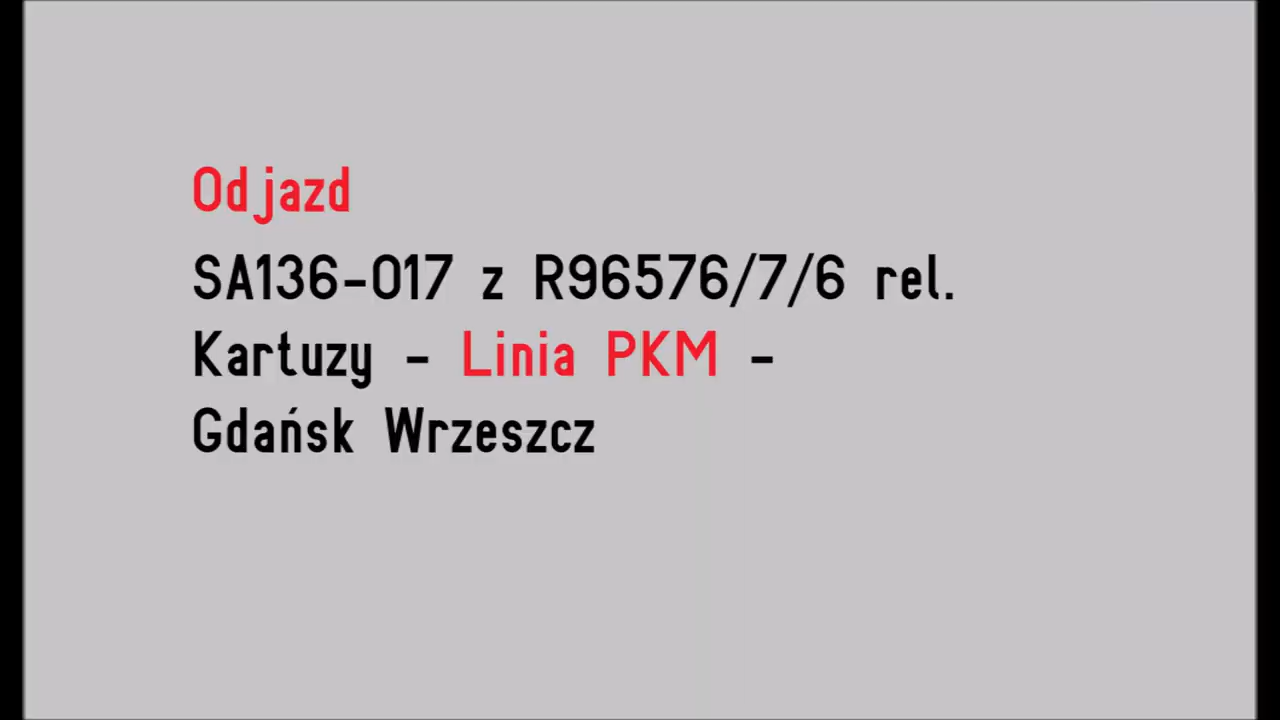 Odjazd
SA136-017 z R96576/7/6 rel.
Kartuzy - Linia PKM -
Gdańsk Wrzeszcz